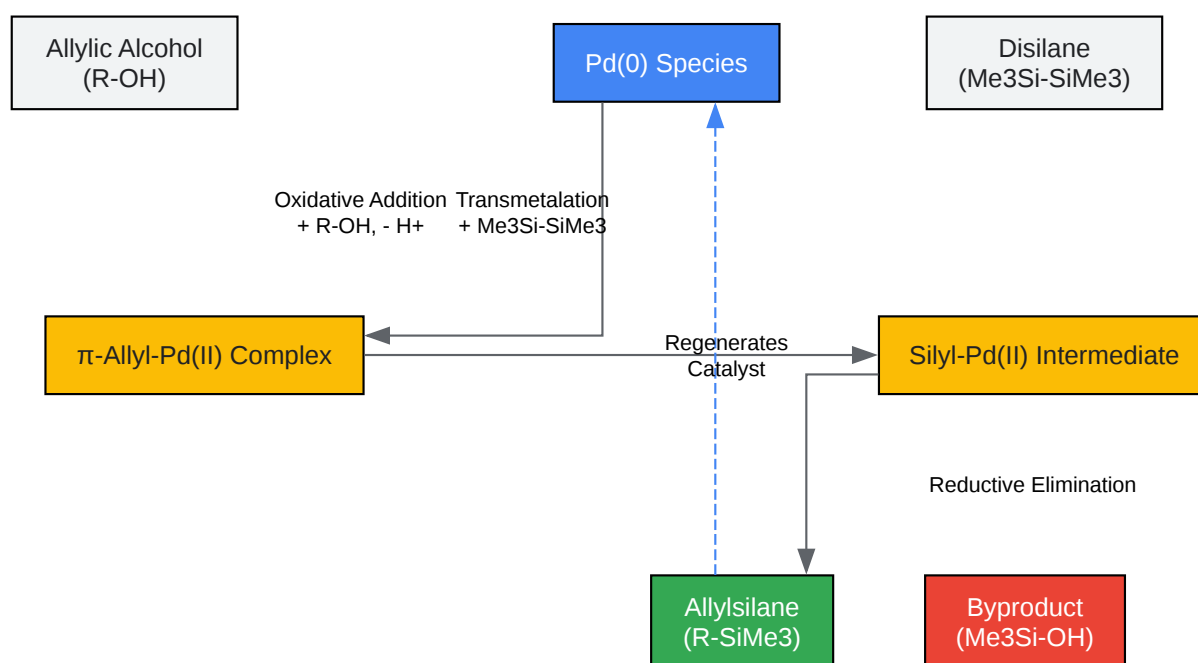 Allylic Alcohol
(R-OH)
Pd(0) Species
Disilane
(Me3Si-SiMe3)
Oxidative Addition
+ R-OH, - H+
Transmetalation
+ Me3Si-SiMe3
π-Allyl-Pd(II) Complex
Regenerates
Catalyst
Silyl-Pd(II) Intermediate
Reductive Elimination
Allylsilane
(R-SiMe3)
Byproduct
(Me3Si-OH)